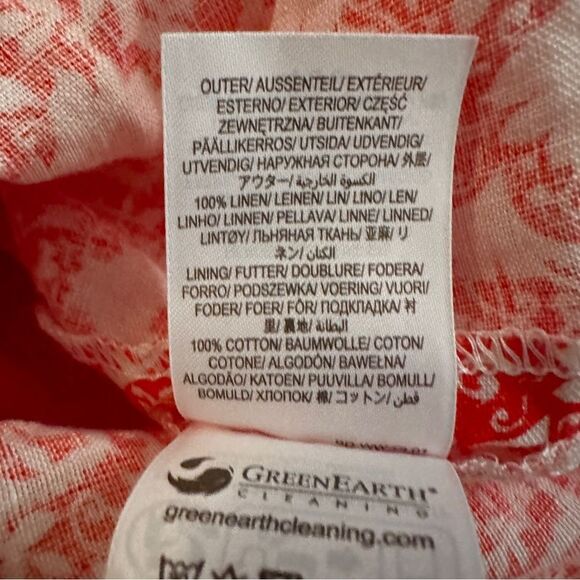 OUTER/ AUSSENTEIL/ EXTÉRIEUR/
ESTERNO/ EXTERIOR/ CZĘŚĆ
ZEWNĘTRZNA/ BUITENKANT/
PÄÄLLIKERROS/ UTSIDA/ UDVENDIG/
UTVENDIG/ НАРУЖНАЯ СТОРОНА/ 外层/
アウター/ الكسوة الخارجية/
100% LINEN/ LEINEN/ LIN/ LINO/ LEN/
LINHO/ LINNEN/ PELLAVA/ LINNE/ LINNED/
LINTØY/ ЛЬНЯНАЯ ТКАНЬ/ 亚麻/ リ
ネン/ الكتان/
LINING/ FUTTER/ DOUBLURE/ FODERA/
FORRO/ PODSZEWKA/ VOERING/ VUORI/
FODER/ FOER/ FÔR/ ПОДКЛАДКА/ 衬
里/ 裏地/ البطانة/
100% COTTON/ BAUMWOLLE/ COTON/
COTONE/ ALGODÓN/ BAWEŁNA/
ALGODÃO/ KATOEN/ PUUVILLA/ BOMULL/
BOMULD/ ХЛОПОК/ 棉/ コットン/ قطن/
GREENEARTH®
CLEANING
greenearthcleaning.com